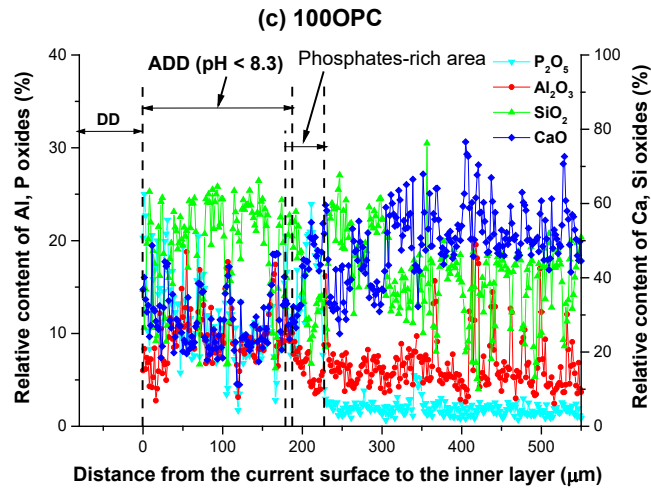 (c) 100OPC
Relative content of Al, P oxides (%)
40
30
20
10
0
DD
ADD (pH < 8.3)
Phosphates-rich area
P₂O₅
Al₂O₃
SiO₂
CaO
100
80
60
40
20
0
Relative content of Ca, Si oxides (%)
0 100 200 300 400 500
Distance from the current surface to the inner layer (μm)